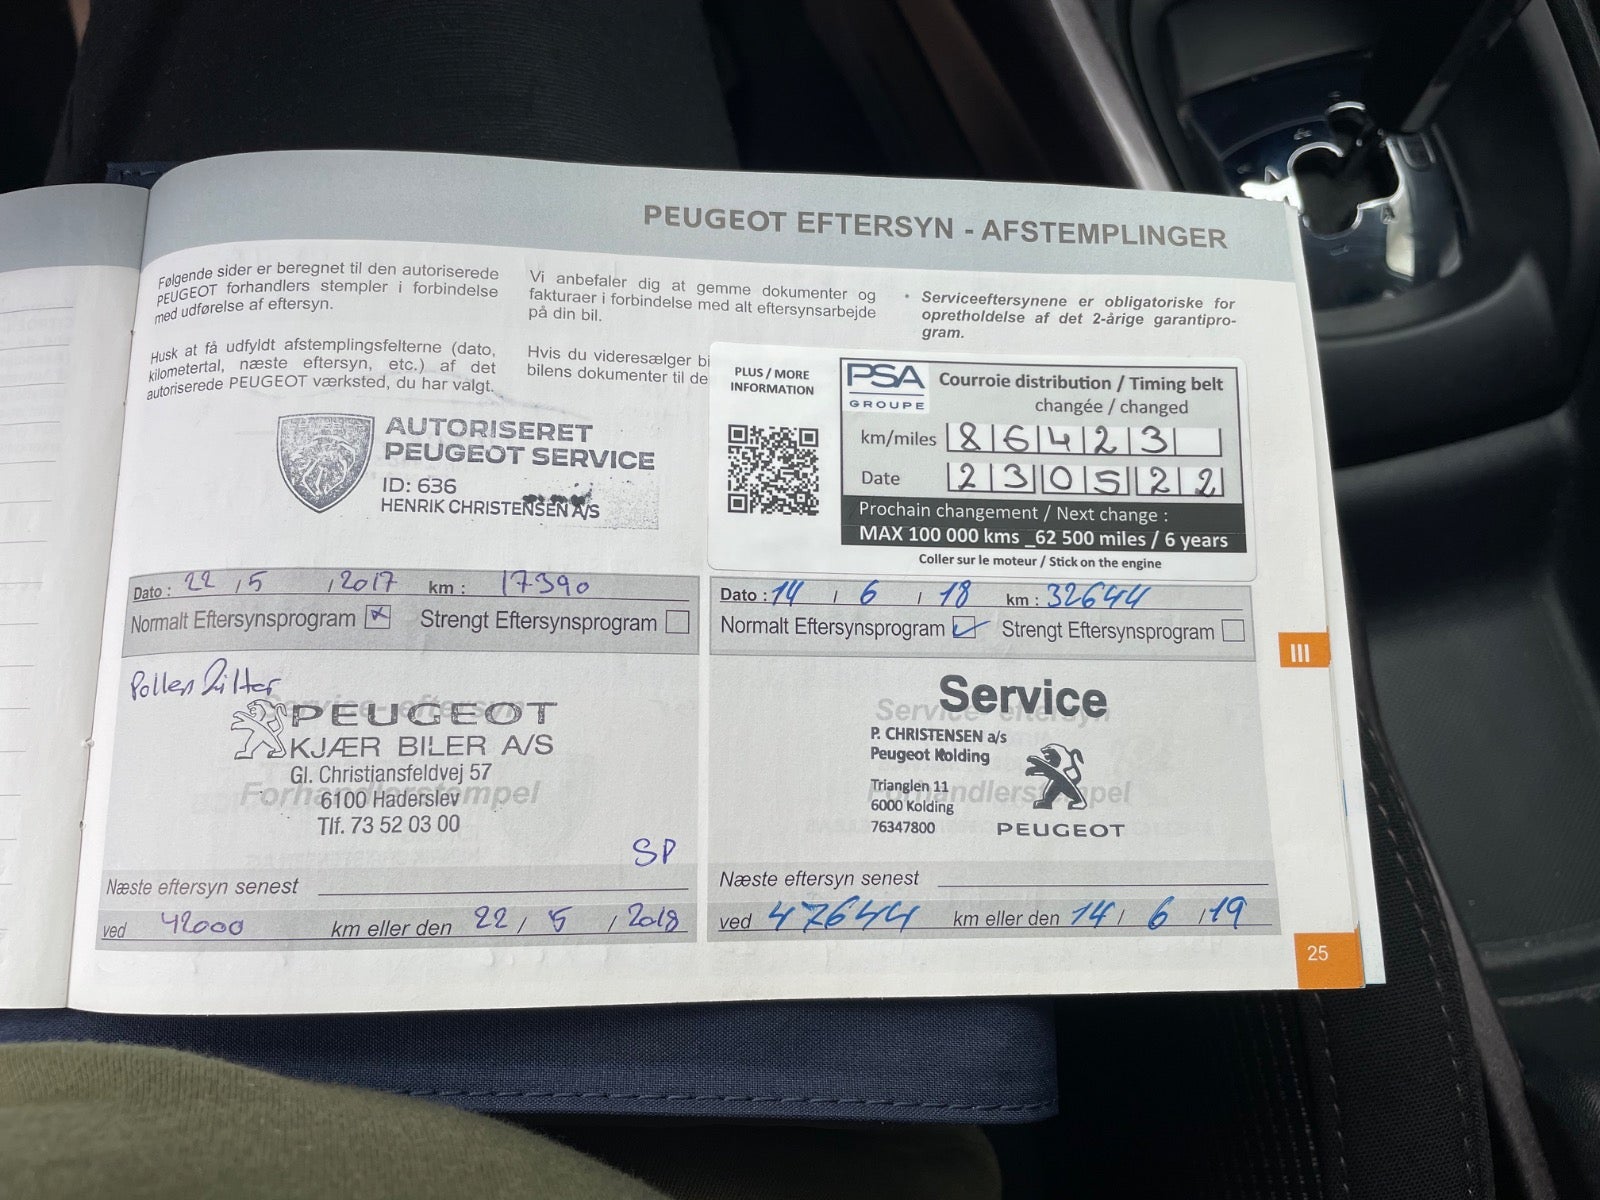 PEUGEOT EFTERSYN - AFSTEMPLINGER
Følgende sider er beregnet til den autoriserede
PEUGEOT forhandlers stempler i forbindelse
med udførelse af eftersyn.
Husk at få udfyldt afstemplingsfelterne (dato,
kilometertal, næste eftersyn, etc.) af det
autoriserede PEUGEOT værksted, du har valgt.
Vi anbefaler dig at gemme dokumenter og
fakturaer i forbindelse med alt eftersynsarbejde
på din bil.
Hvis du videresælger bi
bilens dokumenter til de
• Serviceeftersynene er obligatoriske for
opretholdelse af det 2-årige garantipro-
gram.
AUTORISERET
PEUGEOT SERVICE
ID: 636
HENRIK CHRISTENSEN A/S
PLUS / MORE
INFORMATION
PSA
GROUPE
Courroie distribution / Timing belt
changée / changed
km/miles 86423
Date 230522
Prochain changement / Next change :
MAX 100 000 kms _62 500 miles / 6 years
Coller sur le moteur / Stick on the engine
Dato : 22 / 5 / 2017 km : 17390
Normalt Eftersynsprogram Strengt Eftersynsprogram
Pollen filter
Service-eftersyn
PEUGEOT
KJÆR BILER A/S
Gl. Christiansfeldvej 57
Forhandlerstempel
6100 Haderslev
Tlf. 73 52 03 00
SP
Næste eftersyn senest
ved 42000 km eller den 22 / 5 / 2018
Dato : 14 / 6 / 18 km : 32644
Normalt Eftersynsprogram Strengt Eftersynsprogram
Service
Service-eftersyn
P. CHRISTENSEN a/s
Peugeot Kolding
Trianglen 11
Forhandlerstempel
6000 Kolding
76347800
PEUGEOT
Næste eftersyn senest
ved 47644 km eller den 14 / 6 / 19
III
25